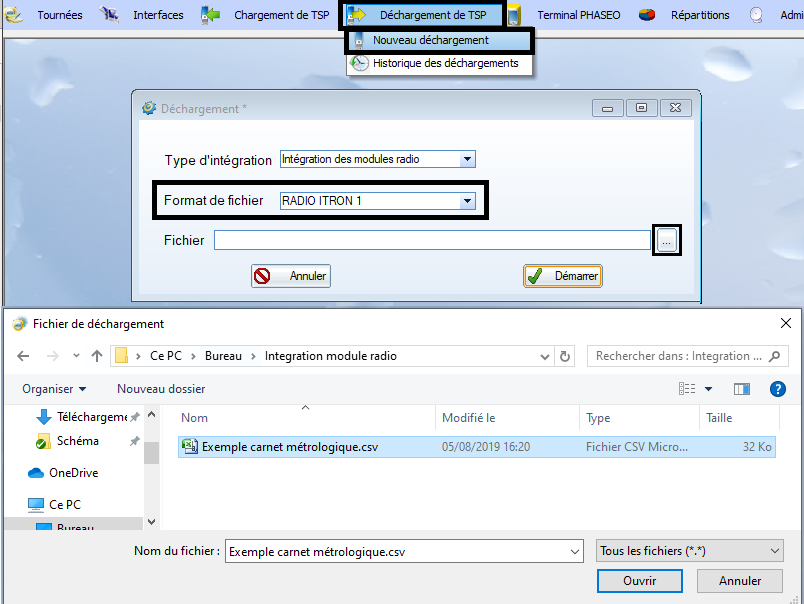 Tournées Interfaces Chargement de TSP Déchargement de TSP Terminal PHASEO Répartitions Admi
Nouveau déchargement
Historique des déchargements
Déchargement *
Type d'intégration Intégration des modules radio
Format de fichier RADIO ITRON 1
Fichier ...
Annuler Démarrer
Fichier de déchargement
Ce PC > Bureau > Integration module radio Rechercher dans : Integration ...
Organiser Nouveau dossier
Téléchargeme Nom Modifié le Type Taille
Schéma Exemple carnet métrologique.csv 05/08/2019 16:20 Fichier CSV Micro... 32 Ko
OneDrive
Ce PC
Bureau
Nom du fichier : Exemple carnet métrologique.csv Tous les fichiers (*.*)
Ouvrir Annuler